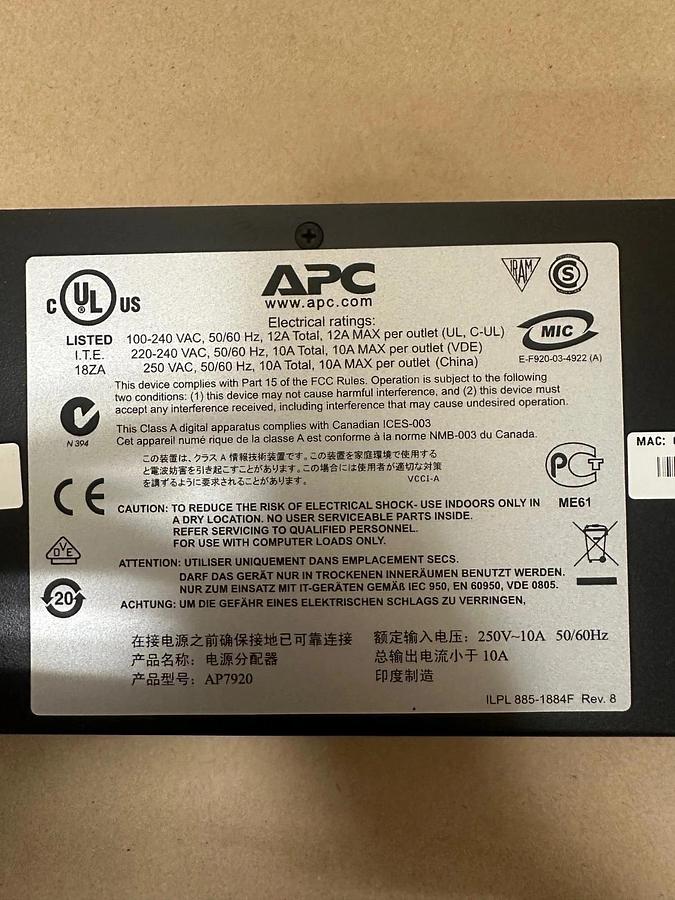 APC
www.apc.com
IRAM
S
C UL US
®
LISTED
I.T.E.
18ZA
Electrical ratings:
100-240 VAC, 50/60 Hz, 12A Total, 12A MAX per outlet (UL, C-UL)
220-240 VAC, 50/60 Hz, 10A Total, 10A MAX per outlet (VDE)
250 VAC, 50/60 Hz, 10A Total, 10A MAX per outlet (China)
MIC
E-F920-03-4922 (A)
This device complies with Part 15 of the FCC Rules. Operation is subject to the following
two conditions: (1) this device may not cause harmful interference, and (2) this device must
accept any interference received, including interference that may cause undesired operation.
N 394
This Class A digital apparatus complies with Canadian ICES-003
Cet appareil numé rique de la classe A est conforme à la norme NMB-003 du Canada.
MAC:
この装置は、クラス A 情報技術装置です。この装置を家庭環境で使用する
と電波妨害を引き起こすことがあります。この場合には使用者が適切な対策
を講ずるように要求されることがあります。 VCCI-A
PCT
ME61
CE
CAUTION: TO REDUCE THE RISK OF ELECTRICAL SHOCK- USE INDOORS ONLY IN
A DRY LOCATION. NO USER SERVICEABLE PARTS INSIDE.
REFER SERVICING TO QUALIFIED PERSONNEL.
FOR USE WITH COMPUTER LOADS ONLY.
DVE
ATTENTION: UTILISER UNIQUEMENT DANS EMPLACEMENT SECS.
DARF DAS GERÄT NUR IN TROCKENEN INNERÄUMEN BENUTZT WERDEN.
NUR ZUM EINSATZ MIT IT-GERÄTEN GEMÄß IEC 950, EN 60950, VDE 0805.
ACHTUNG: UM DIE GEFÄHR EINES ELEKTRISCHEN SCHLAGS ZU VERRINGEN,
20
在接电源之前确保接地已可靠连接 额定输入电压: 250V~10A 50/60Hz
产品名称: 电源分配器 总输出电流小于 10A
产品型号: AP7920 印度制造
ILPL 885-1884F Rev. 8